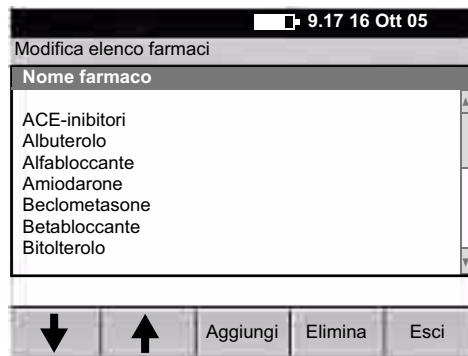 9.17 16 Ott 05
Modifica elenco farmaci
Nome farmaco
ACE-inibitori
Albuterolo
Alfabloccante
Amiodarone
Beclometasone
Betabloccante
Bitolterolo
Aggiungi Elimina Esci